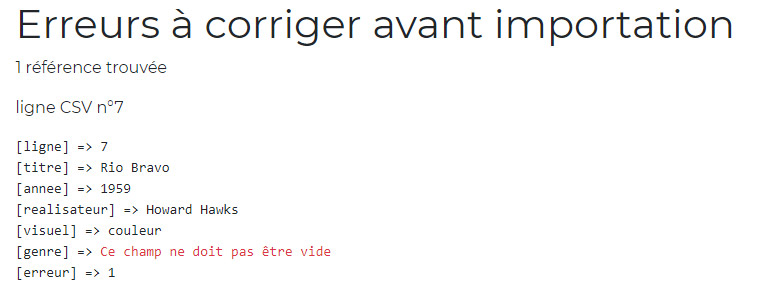 Erreurs à corriger avant importation
1 référence trouvée
ligne CSV n°7
[ligne] => 7
[titre] => Rio Bravo
[annee] => 1959
[realisateur] => Howard Hawks
[visuel] => couleur
[genre] => Ce champ ne doit pas être vide
[erreur] => 1